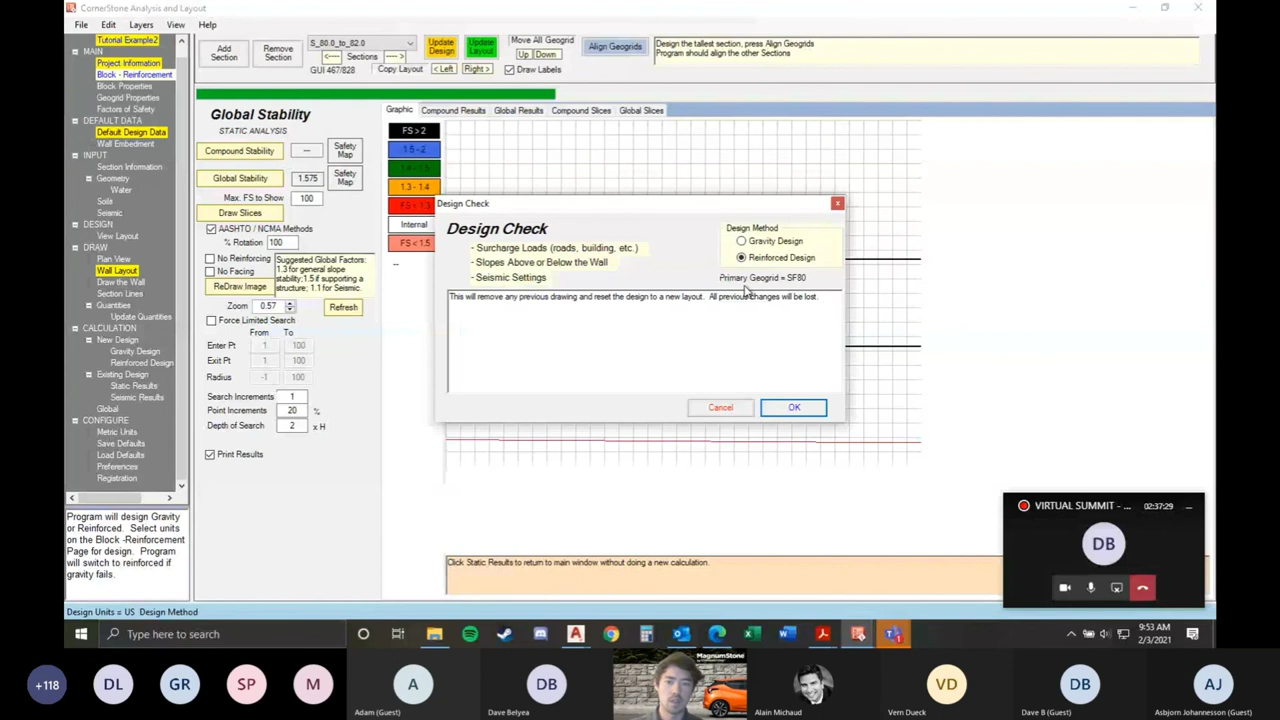 CornerStone Analysis and Layout
File Edit Layers View Help
Tutorial Example2
MAIN
Project Information
Block - Reinforcement
Block Properties
Geogrid Properties
Factors of Safety
DEFAULT DATA
Default Design Data
Wall Embedment
INPUT
Section Information
Geometry
Water
Soils
Seismic
DESIGN
View Layout
DRAW
Plan View
Wall Layout
Draw the Wall
Section Lines
Quantities
Update Quantities
CALCULATION
New Design
Gravity Design
Reinforced Design
Existing Design
Static Results
Seismic Results
Global
CONFIGURE
Metric Units
Save Defaults
Load Defaults
Preferences
Registration
Program will design Gravity
or Reinforced. Select units
on the Block -Reinforcement
Page for design. Program
will switch to reinforced if
gravity fails.
Design Units = US Design Method
Add
Section
Remove
Section
S_80.0_to_82.0
<---- Sections ---->
GUI 467/828
Update
Design
Update
Layout
Copy Layout
< Left
Right >
Move All Geogrid
Up
Down
Draw Labels
Align Geogrids
Design the tallest section, press Align Geogrids
Program should align the other Sections
Global Stability
STATIC ANALYSIS
Compound Stability
---
Safety
Map
Global Stability
1.575
Safety
Map
Max. FS to Show
100
Draw Slices
AASHTO / NCMA Methods
% Rotation
100
No Reinforcing
No Facing
ReDraw Image
Suggested Global Factors:
1.3 for general slope
stability;1.5 if supporting a
structure; 1.1 for Seismic.
Zoom
0.57
Refresh
Force Limited Search
From To
Enter Pt 1 100
Exit Pt 1 100
Radius -1 100
Search Increments 1
Point Increments 20 %
Depth of Search 2 x H
Print Results
Graphic Compound Results Global Results Compound Slices Global Slices
FS > 2
1.5 - 2
1.4 - 1.5
1.3 - 1.4
FS < 1.3
Internal
FS < 1.5
--
Design Check
Design Check
- Surcharge Loads (roads, building, etc.)
- Slopes Above or Below the Wall
- Seismic Settings
Design Method
Gravity Design
Reinforced Design
Primary Geogrid = SF80
This will remove any previous drawing and reset the design to a new layout. All previous changes will be lost.
Cancel
OK
Click Static Results to return to main window without doing a new calculation.
VIRTUAL SUMMIT - ...
02:37:29
DB
Type here to search
9:53 AM
2/3/2021
+118
DL
GR
SP
M
A
Adam (Guest)
DB
Dave Belyea
MagnumStone
Alain Michaud
VD
Vern Dueck
DB
Dave B (Guest)
AJ
Asbjorn Johannesson (Guest)